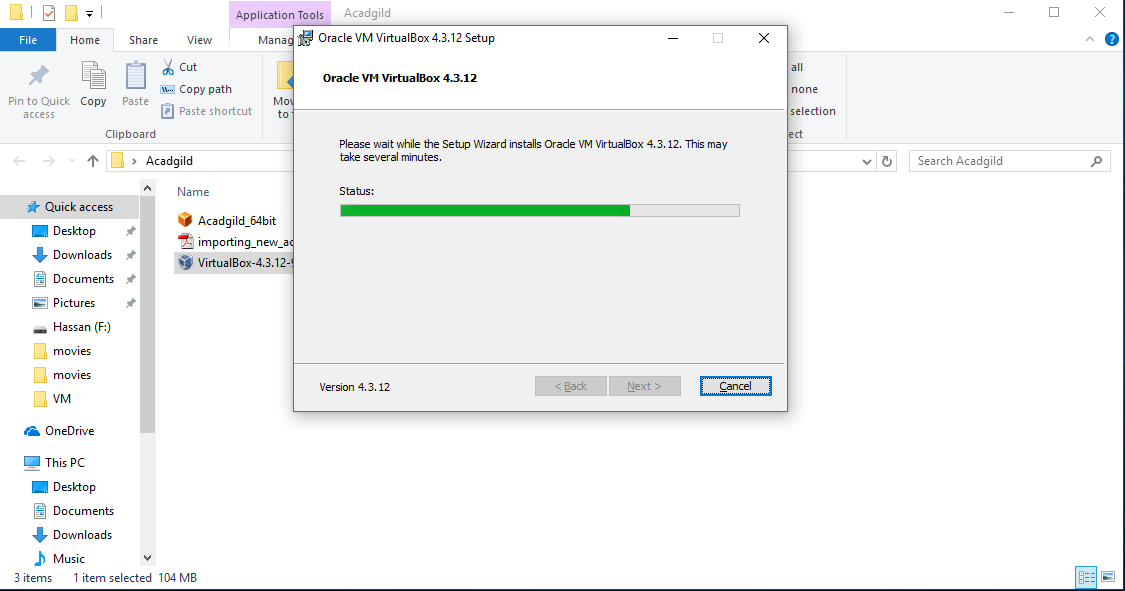 Application Tools
Acadgild
File
Home
Share
View
Manag
Pin to Quick
access
Copy
Paste
Cut
Copy path
Paste shortcut
Clipboard
Mov
to
all
none
selection
ect
Oracle VM VirtualBox 4.3.12 Setup
Oracle VM VirtualBox 4.3.12
Please wait while the Setup Wizard installs Oracle VM VirtualBox 4.3.12. This may
take several minutes.
Status:
Version 4.3.12
< Back
Next >
Cancel
Acadgild
Search Acadgild
Quick access
Desktop
Downloads
Documents
Pictures
Hassan (F:)
movies
movies
VM
OneDrive
This PC
Desktop
Documents
Downloads
Music
Name
Acadgild_64bit
importing_new_ac
VirtualBox-4.3.12-9
3 items
1 item selected 104 MB